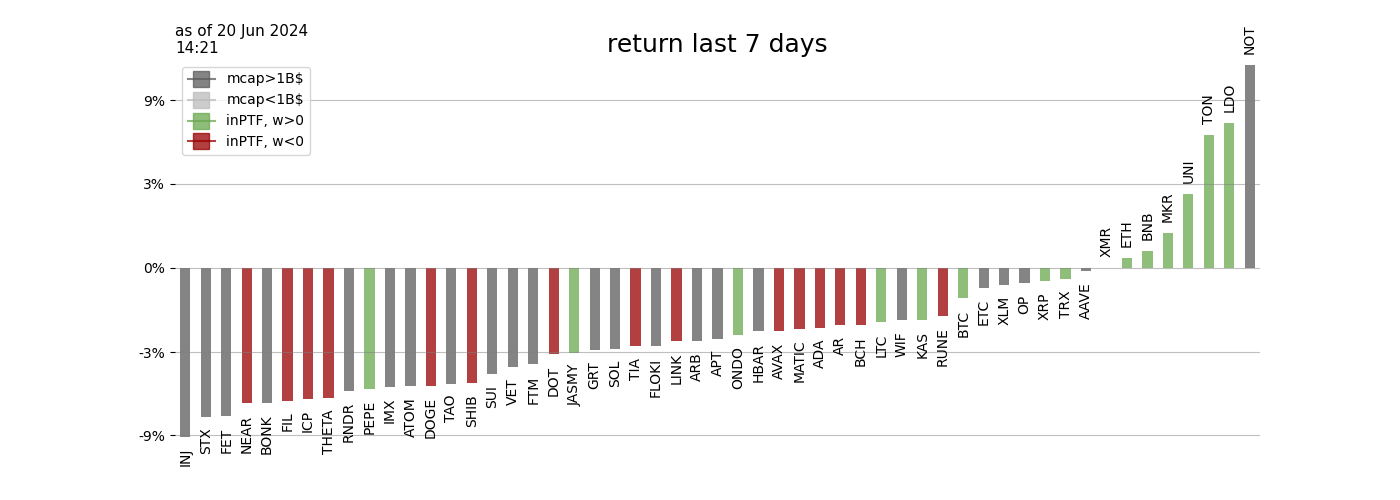 as of 20 Jun 2024
14:21
return last 7 days
mcap>1B$
mcap<1B$
inPTF, w>0
inPTF, w<0
9%
3%
0%
-3%
-9%
INJ
STX
FET
NEAR
BONK
FIL
ICP
THETA
RNDR
PEPE
IMX
ATOM
DOGE
TAO
SHIB
SUI
VET
FTM
DOT
JASMY
GRT
SOL
TIA
FLOKI
LINK
ARB
APT
ONDO
HBAR
AVAX
MATIC
ADA
AR
BCH
LTC
WIF
KAS
RUNE
BTC
ETC
XLM
OP
XRP
TRX
AAVE
XMR
ETH
BNB
MKR
UNI
TON
LDO
NOT